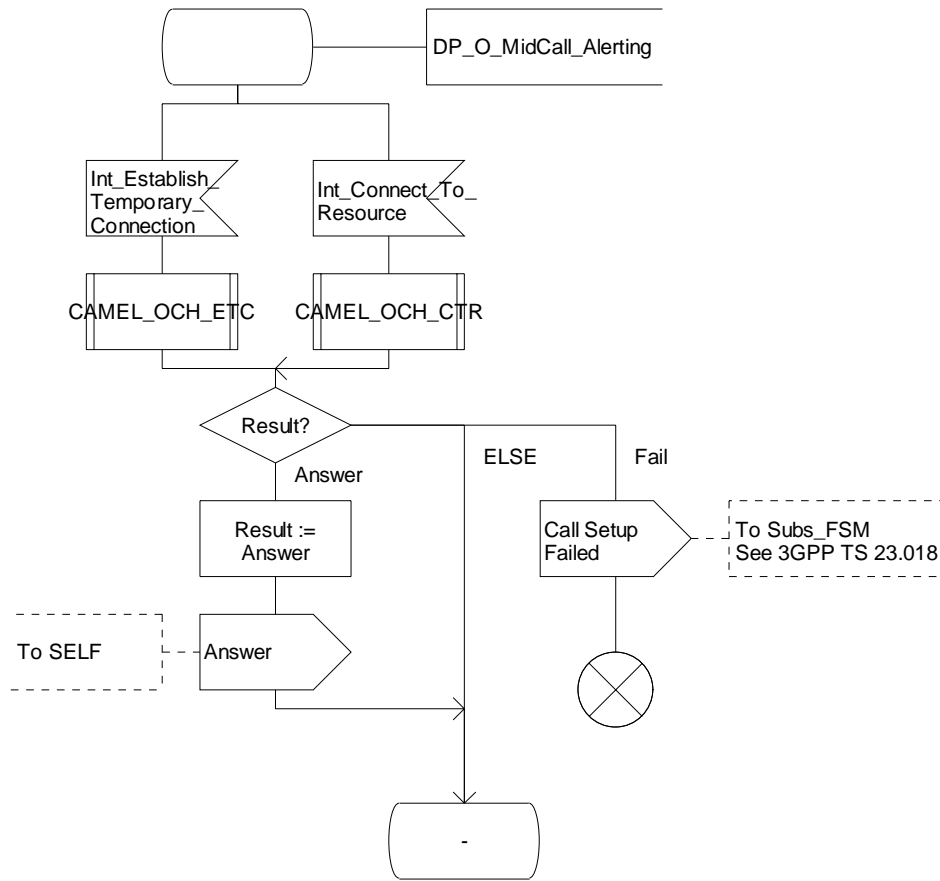 DP_O_MidCall_Alerting
Int_Establish_
Temporary_
Connection
Int_Connect_To_
Resource
CAMEL_OCH_ETC
CAMEL_OCH_CTR
Result?
ELSE
Fail
Answer
Result :=
Answer
Call Setup
Failed
To Subs_FSM
See 3GPP TS 23.018
To SELF
Answer
-